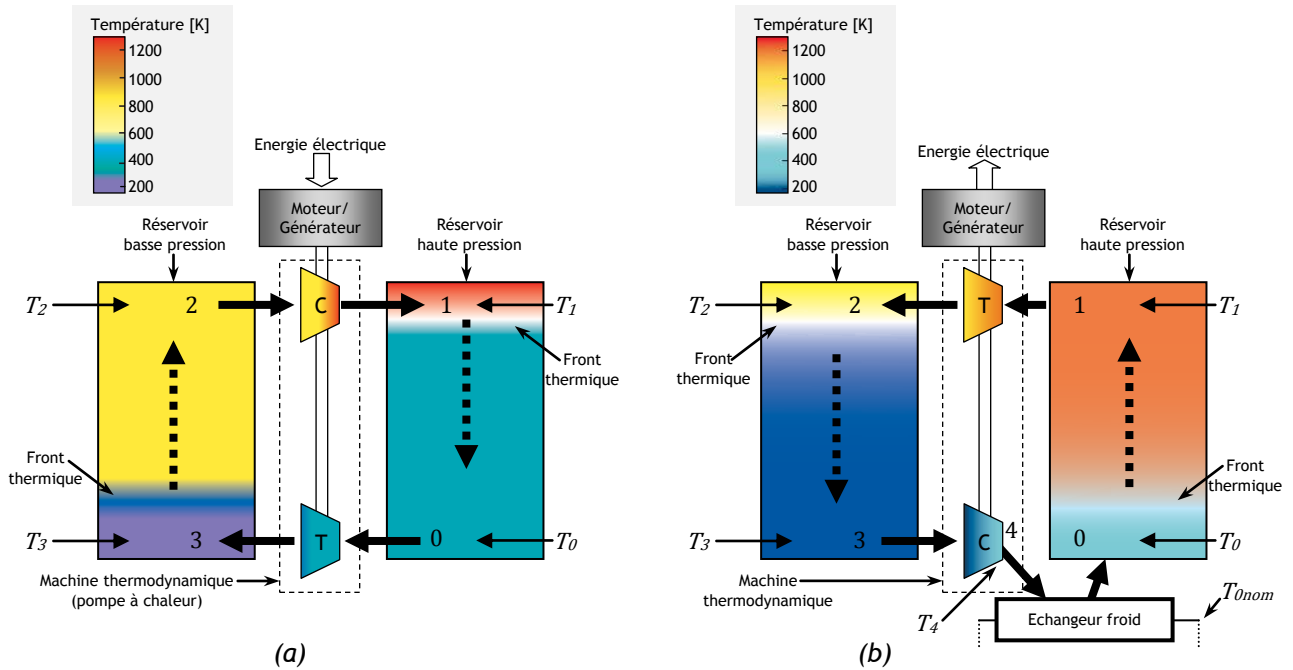 Température [K]
1200
1000
800
600
400
200
Energie électrique
Moteur/
Générateur
Réservoir
basse pression
Réservoir
haute pression
T2
2
C
1
T1
Front
thermique
Front
thermique
T3
3
T
0
T0
Machine thermodynamique
(pompe à chaleur)
(a)
Température [K]
1200
1000
800
600
400
200
Energie électrique
Moteur/
Générateur
Réservoir
basse pression
Réservoir
haute pression
T2
2
T
1
T1
Front
thermique
Front
thermique
T3
3
C
4
0
T0
Machine
thermodynamique
T4
Echangeur froid
T0nom
(b)